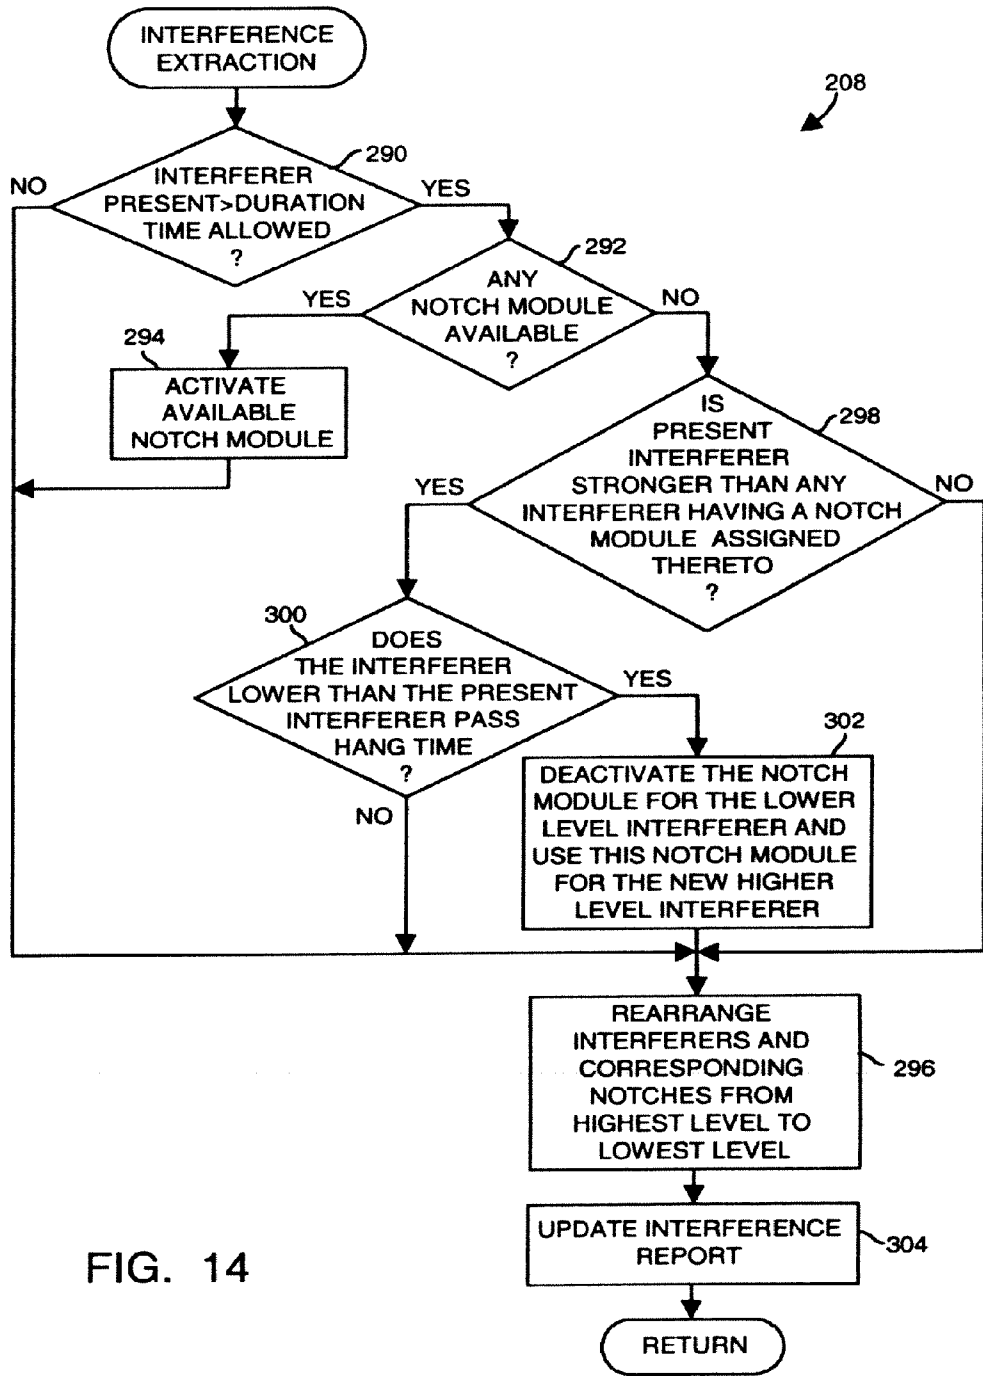 INTERFERENCE
EXTRACTION
208
290
NO
INTERFERER
PRESENT>DURATION
TIME ALLOWED
?
YES
292
YES
ANY
NOTCH MODULE
AVAILABLE
?
NO
294
ACTIVATE
AVAILABLE
NOTCH MODULE
298
YES
IS
PRESENT
INTERFERER
STRONGER THAN ANY
INTERFERER HAVING A NOTCH
MODULE ASSIGNED
THERETO
?
NO
300
DOES
THE INTERFERER
LOWER THAN THE PRESENT
INTERFERER PASS
HANG TIME
?
YES
NO
302
DEACTIVATE THE NOTCH
MODULE FOR THE LOWER
LEVEL INTERFERER AND
USE THIS NOTCH MODULE
FOR THE NEW HIGHER
LEVEL INTERFERER
REARRANGE
INTERFERERS AND
CORRESPONDING
NOTCHES FROM
HIGHEST LEVEL TO
LOWEST LEVEL
296
UPDATE INTERFERENCE
REPORT
304
RETURN
FIG. 14